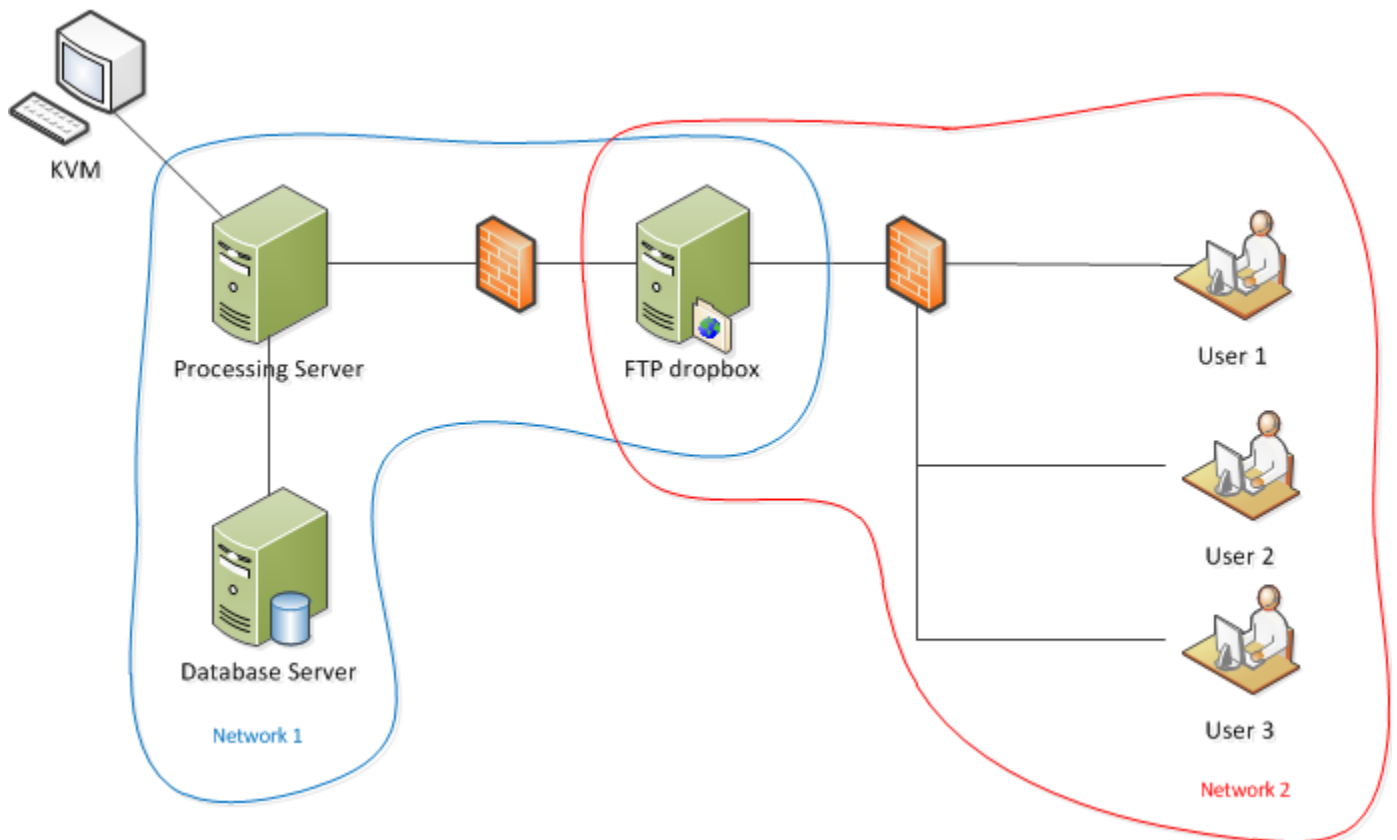 KVM
Processing Server
FTP dropbox
User 1
User 2
Database Server
User 3
Network 1
Network 2